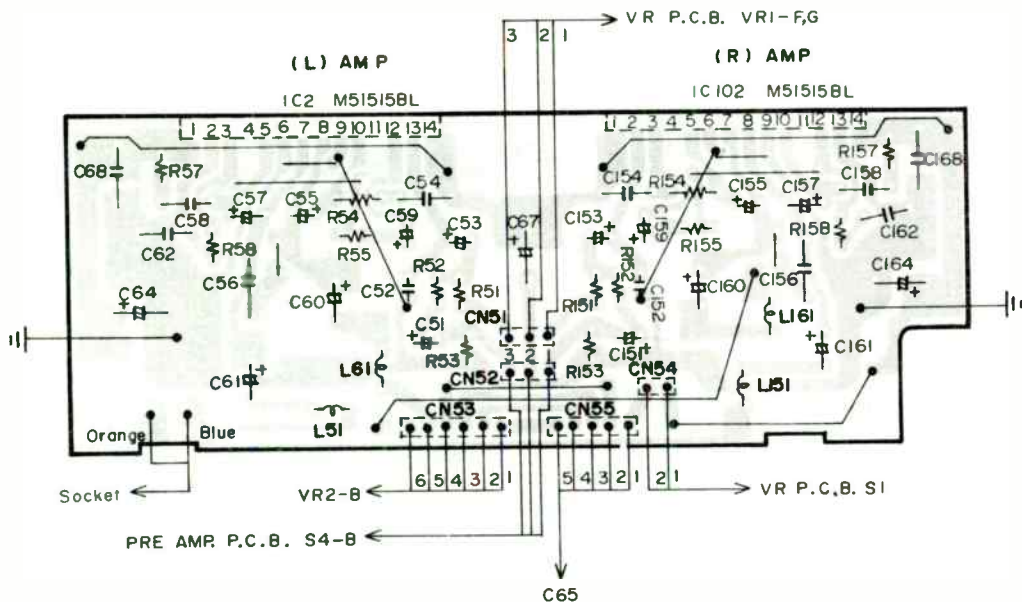 VR P.C.B. VR1-F,G
3 2 1
(L) AMP
(R) AMP
IC2 M51515BL
IC102 M51515BL
1 2 3 4 5 6 7 8 9 10 11 12 13 14
1 2 3 4 5 6 7 8 9 10 11 12 13 14
C68
R57
C54
C154
R154
R157
C158
C168
C58
C57
C55
R54
C59
C53
C67
C153
C159
C155
C157
R158
C162
C62
R58
R55
R155
C56
R52
R152
C156
C164
C64
C60
C52
R51
R151
C152
C160
L161
CN51
C51
R53
3 2
C151
R153
C161
L61
CN52
CN54
C61
L151
L51
CN53
CN55
Orange
Blue
6 5 4 3 2 1
5 4 3 2 1
2 1
Socket
VR2-B
VR P.C.B. S1
PRE AMP. P.C.B. S4-B
C65